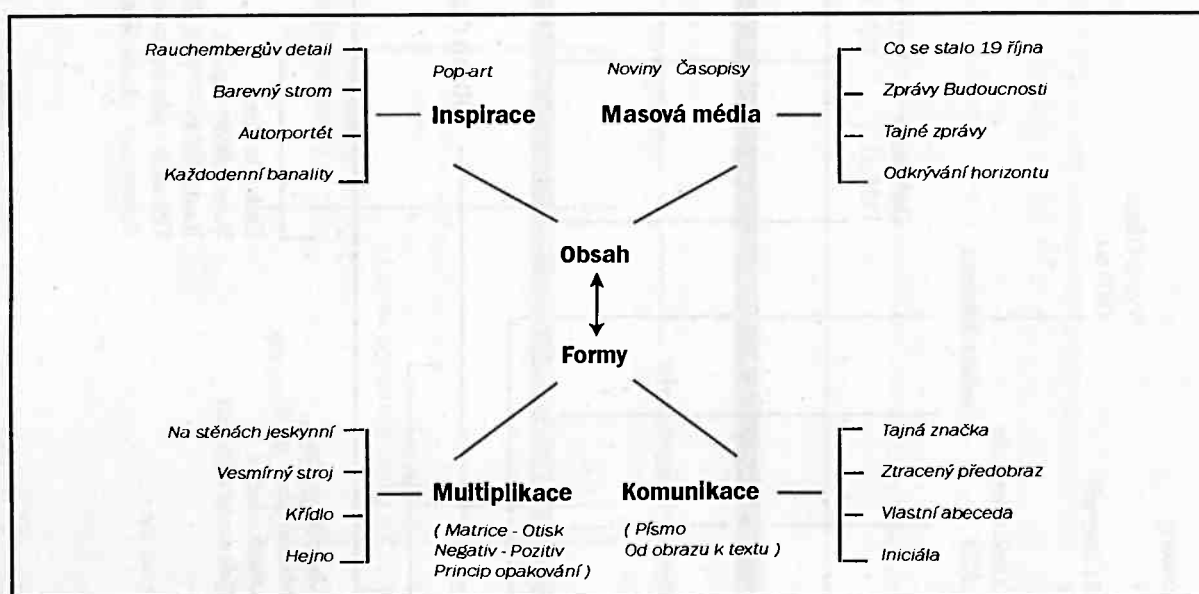 Rauchembergův detail
Barevný strom
Autorportét
Každodenní banality
Pop-art
Inspirace
Noviny Časopisy
Masová média
Co se stalo 19 října
Zprávy Budoucnosti
Tajné zprávy
Odkrývání horizontu
Obsah
Formy
Na stěnách jeskynní
Vesmírný stroj
Křídlo
Hejno
Multiplikace
( Matrice - Otisk
Negativ - Pozitiv
Princip opakování )
Komunikace
( Písmo
Od obrazu k textu )
Tajná značka
Ztracený předobraz
Vlastní abeceda
Iniciála